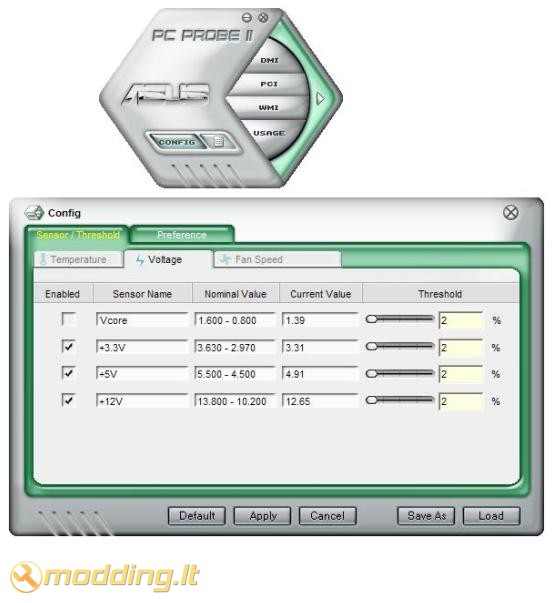 PC PROBE II
DMI
PCI
ASUS
WMI
USAGE
CONFIG
Config
Sensor / Threshold Preference
Temperature Voltage Fan Speed
Enabled Sensor Name Nominal Value Current Value Threshold
Vcore 1.600 - 0.800 1.39 2 %
+3.3V 3.630 - 2.970 3.31 2 %
+5V 5.500 - 4.500 4.91 2 %
+12V 13.800 - 10.200 12.65 2 %
Default Apply Cancel Save As Load
modding.lt